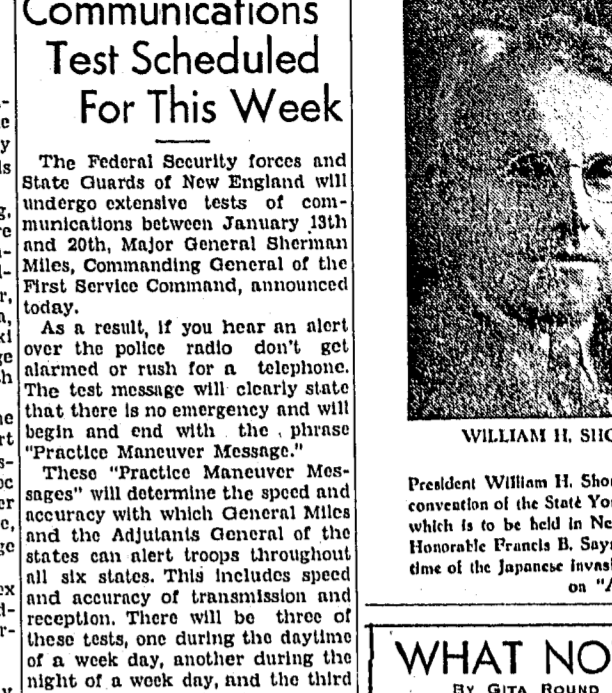 Communications
Test Scheduled
For This Week
The Federal Security forces and
State Guards of New England will
undergo extensive tests of com-
munications between January 13th
and 20th, Major General Sherman
Miles, Commanding General of the
First Service Command, announced
today.
As a result, if you hear an alert
over the police radio don't get
alarmed or rush for a telephone.
The test message will clearly state
that there is no emergency and will
begin and end with the phrase
"Practice Maneuver Message."
These "Practice Maneuver Mes-
sages" will determine the speed and
accuracy with which General Miles
and the Adjutants General of the
states can alert troops throughout
all six states. This includes speed
and accuracy of transmission and
reception. There will be three of
these tests, one during the daytime
of a week day, another during the
night of a week day, and the third
WILLIAM H. SHO
President William H. Sho
convention of the State Yo
which is to be held in Ne
Honorable Francis B. Say
time of the Japanese invas
on "A
WHAT NO
BY GITA ROUND